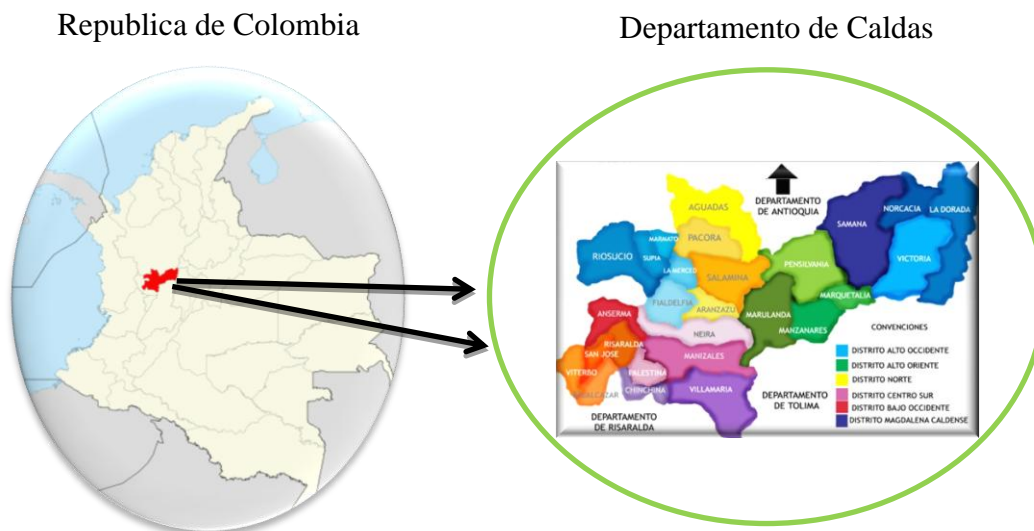 Republica de Colombia
Departamento de Caldas
DEPARTAMENTO
DE ANTIOQUIA
AGUADAS
NORCACIA
LA DORADA
SAMANA
MARMATO
PACORA
RIOSUCIO
SUPIA
VICTORIA
PENSILVANIA
LA MERCED
SALAMINA
MARQUETALIA
FIALDELFIA
ARANZAZU
ANSERMA
MARULANDA
MANZANARES
NEIRA
CONVENCIONES
RISARALDA
SAN JOSE
MANIZALES
DISTRITO ALTO OCCIDENTE
DISTRITO ALTO ORIENTE
VITERBO
PALESTINA
DISTRITO NORTE
CHINCHINA
VILLAMARIA
DEPARTAMENTO
DE TOLIMA
DISTRITO CENTRO SUR
DISTRITO BAJO OCCIDENTE
DISTRITO MAGDALENA CALDENSE
DEPARTAMENTO
DE RISARALDA